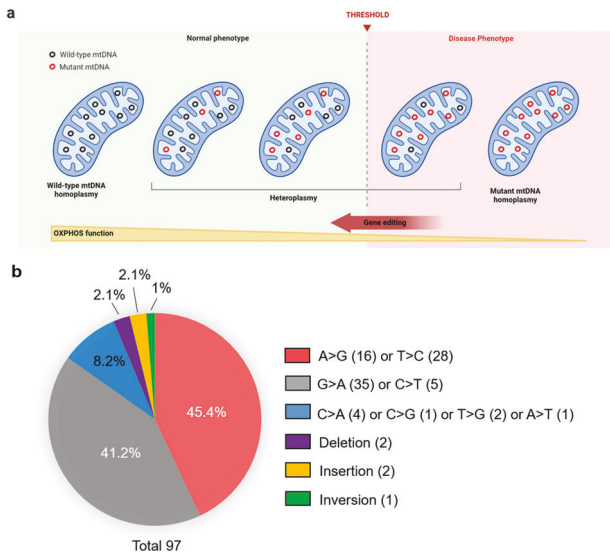 a
THRESHOLD
Normal phenotype
Disease Phenotype
Wild-type mtDNA
Mutant mtDNA
Wild-type mtDNA
homoplasmy
Heteroplasmy
Mutant mtDNA
homoplasmy
Gene editing
OXPHOS function
b
2.1%
2.1%
1%
8.2%
45.4%
41.2%
Total 97
A>G (16) or T>C (28)
G>A (35) or C>T (5)
C>A (4) or C>G (1) or T>G (2) or A>T (1)
Deletion (2)
Insertion (2)
Inversion (1)